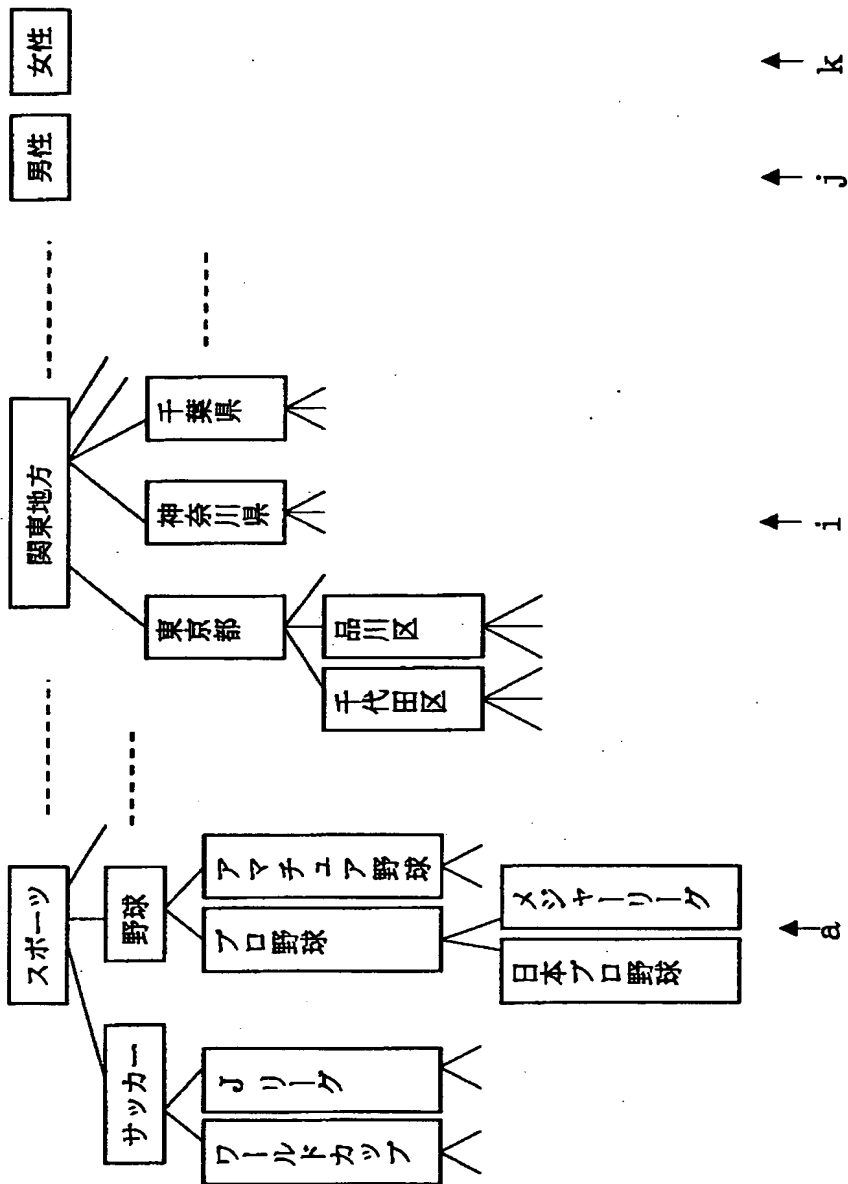 スポーツ
関東地方
男性
女性
サッカー
野球
東京都
神奈川県
千葉県
ワールドカップ
Jリーグ
プロ野球
アマチュア野球
千代田区
品川区
日本プロ野球
メジャーリーグ
a
i
j
k